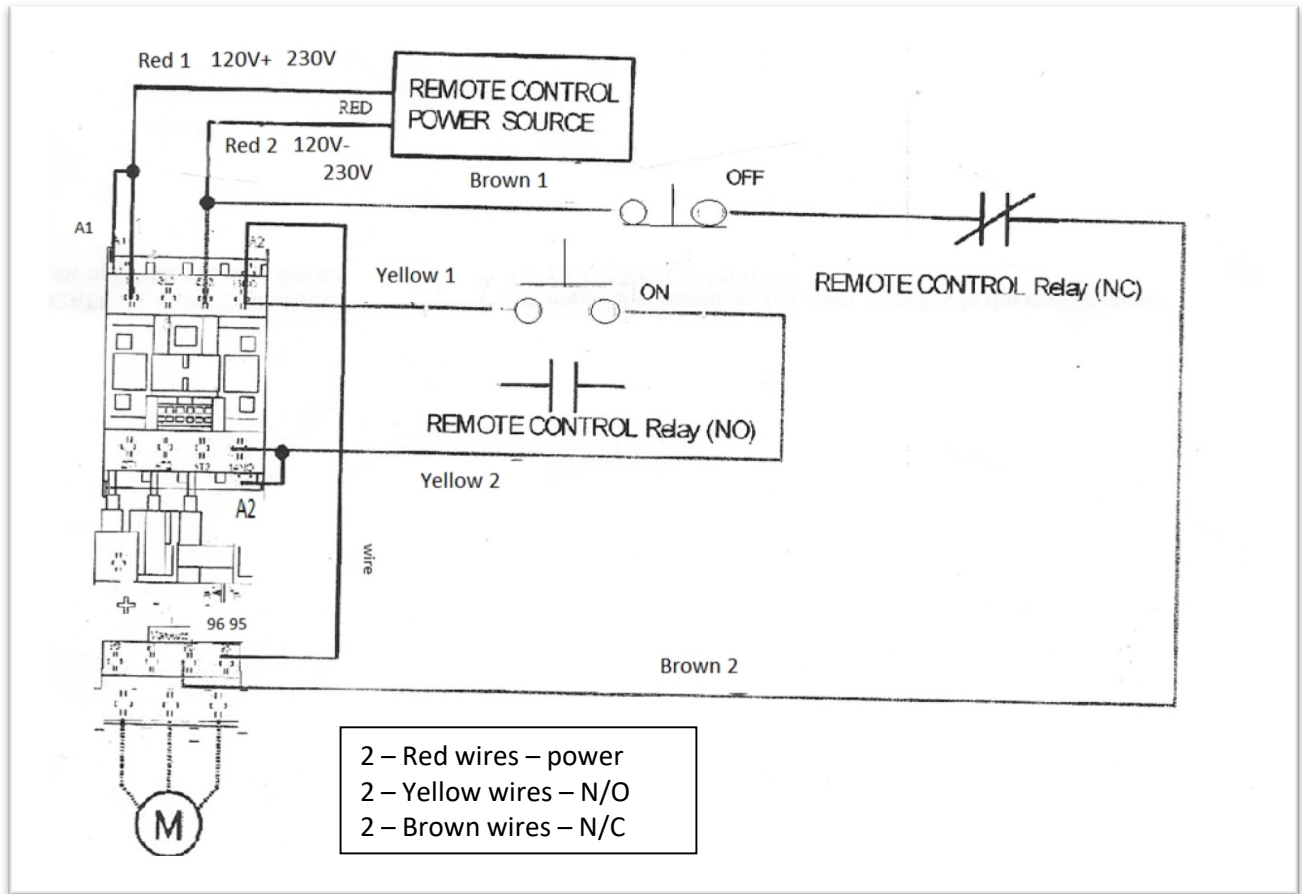 Red 1 120V+ 230V
REMOTE CONTROL
POWER SOURCE
RED
Red 2 120V-
230V
Brown 1
OFF
A1
A1
A2
Yellow 1
ON
REMOTE CONTROL Relay (NC)
REMOTE CONTROL Relay (NO)
Yellow 2
A2
wire
96 95
Brown 2
M
2 – Red wires – power
2 – Yellow wires – N/O
2 – Brown wires – N/C